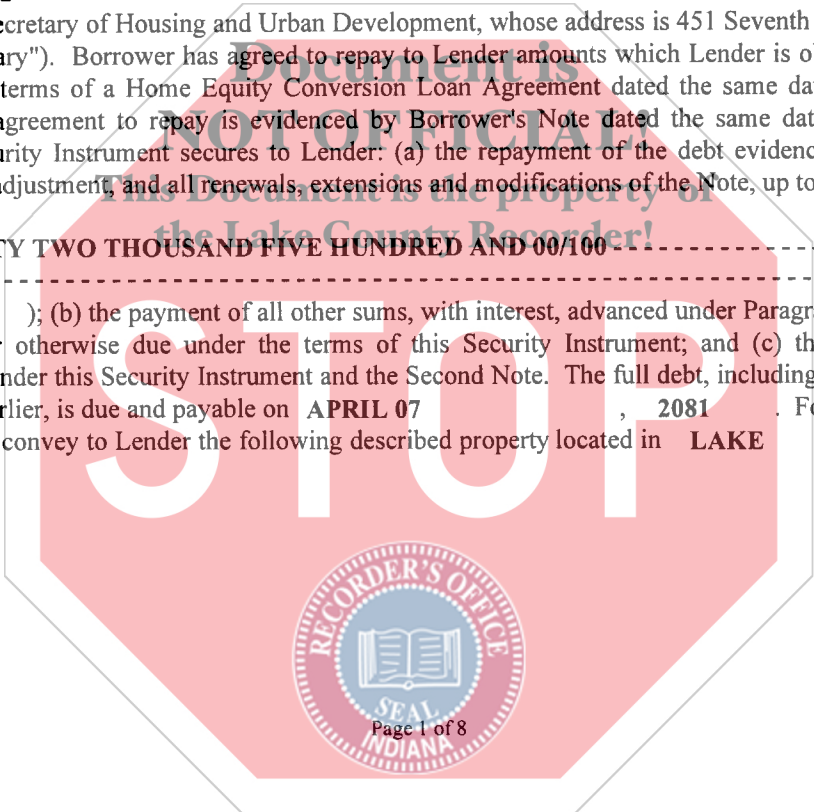 ecretary of Housing and Urban Development, whose address is 451 Seventh
ary"). Borrower has agreed to repay to Lender amounts which Lender is o
terms of a Home Equity Conversion Loan Agreement dated the same da
agreement to repay is evidenced by Borrower's Note dated the same dat
urity Instrument secures to Lender: (a) the repayment of the debt evidenc
djustment, and all renewals, extensions and modifications of the Note, up to
TY TWO THOUSAND FIVE HUNDRED AND 00/100 - - - - - - - - - - - - - - -
- - - - - - - - - - - - - - - - - - - - - - - - - - - - - - - - - - - - - - - - - - - - - - - - - - - - - - - -
); (b) the payment of all other sums, with interest, advanced under Paragr
r otherwise due under the terms of this Security Instrument; and (c) th
nder this Security Instrument and the Second Note. The full debt, including
rlier, is due and payable on APRIL 07 , 2081 . Fo
convey to Lender the following described property located in LAKE
Document is
NOT OFFICIAL!
This Document is the property of
the Lake County Recorder!
STOP
RECORDER'S OFFICE
SEAL
INDIANA
Page 1 of 8